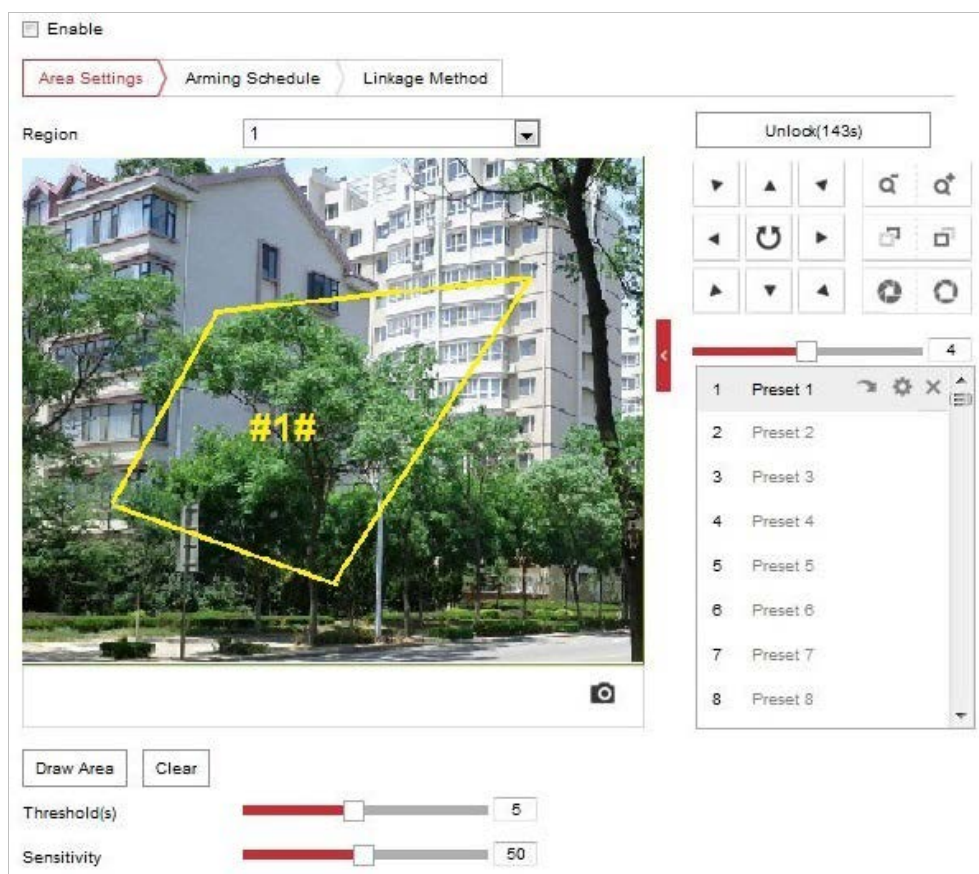 Enable
Area Settings Arming Schedule Linkage Method
Region 1
Unlock(143s)
#1#
4
1 Preset 1
2 Preset 2
3 Preset 3
4 Preset 4
5 Preset 5
6 Preset 6
7 Preset 7
8 Preset 8
Draw Area Clear
Threshold(s) 5
Sensitivity 50